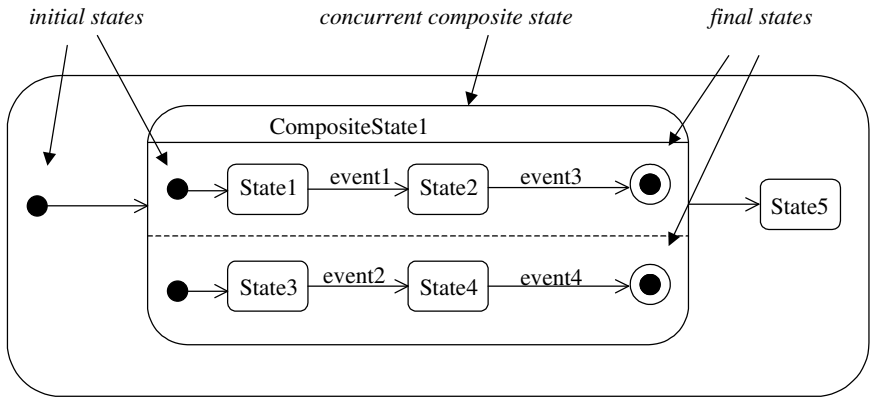 initial states
concurrent composite state
final states
CompositeState1
State1
event1
State2
event3
State5
State3
event2
State4
event4